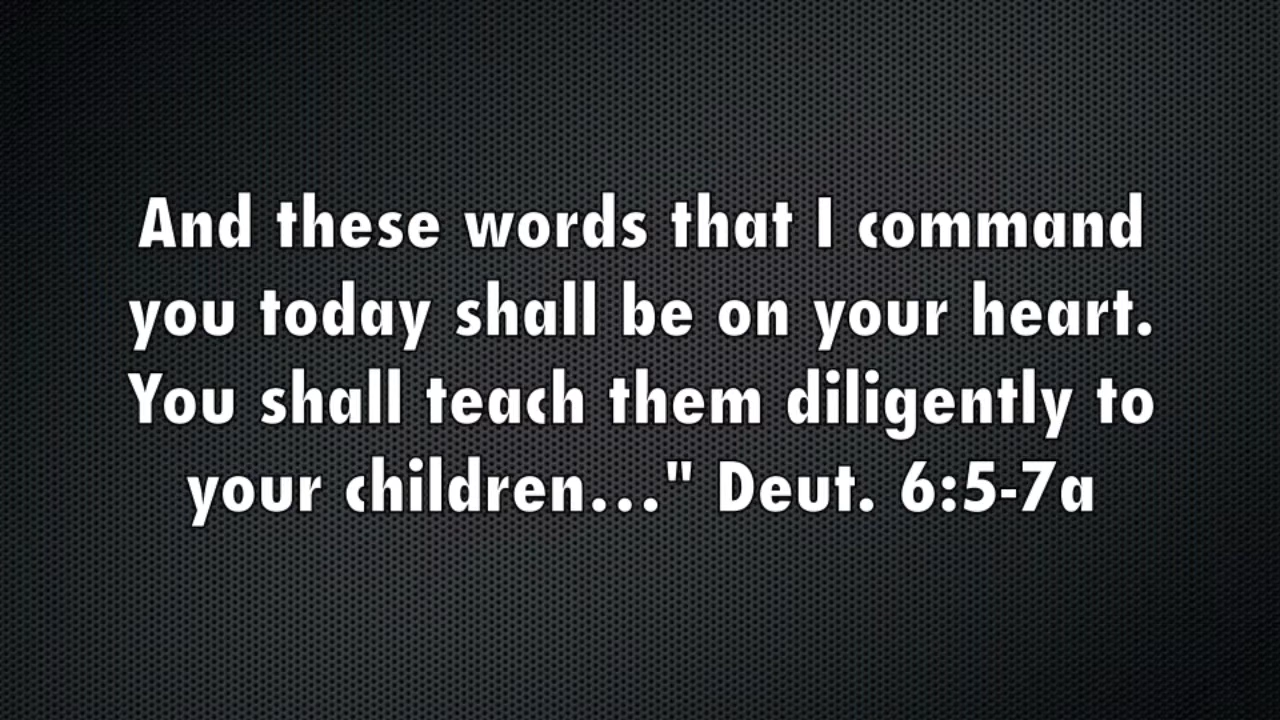 And these words that I command
you today shall be on your heart.
You shall teach them diligently to
your children..." Deut. 6:5-7a